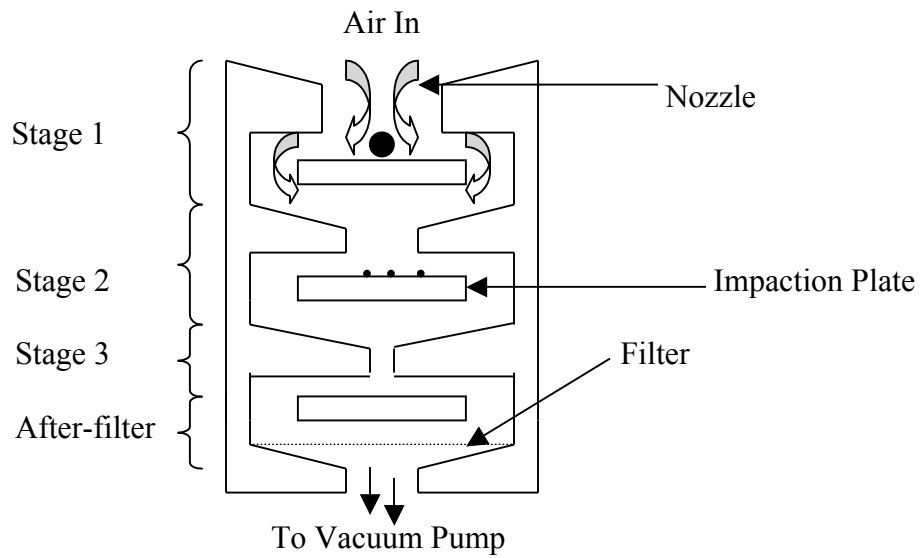 Air In
Nozzle
Stage 1
Stage 2
Impaction Plate
Stage 3
Filter
After-filter
To Vacuum Pump